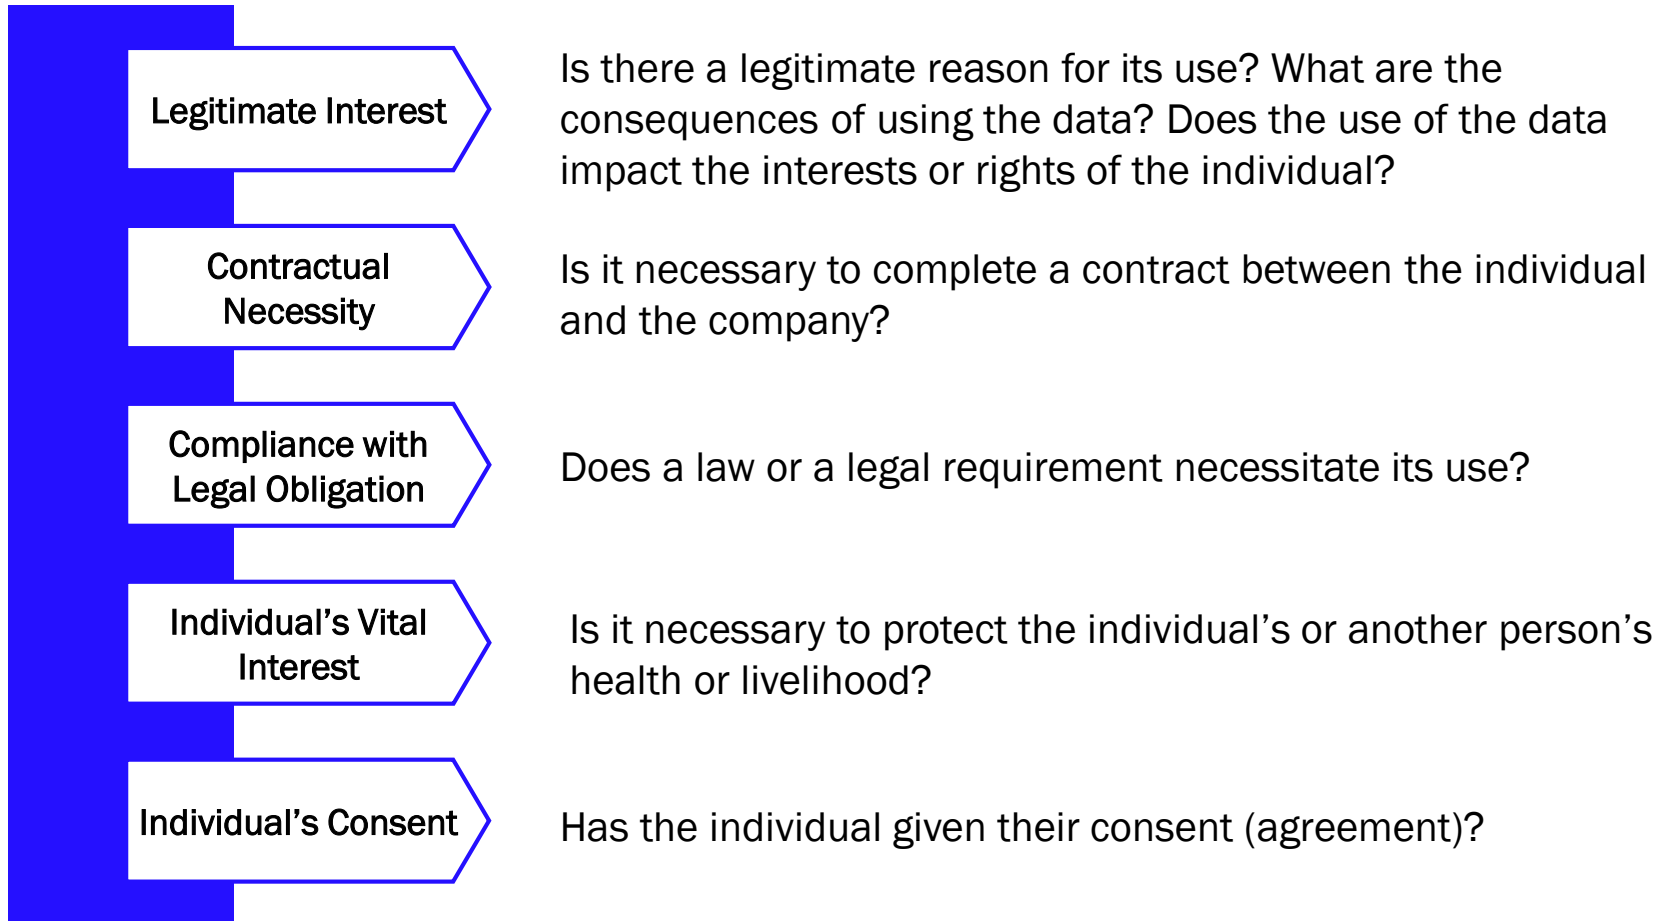 Legitimate Interest
Is there a legitimate reason for its use? What are the
consequences of using the data? Does the use of the data
impact the interests or rights of the individual?
Contractual
Necessity
Is it necessary to complete a contract between the individual
and the company?
Compliance with
Legal Obligation
Does a law or a legal requirement necessitate its use?
Individual’s Vital
Interest
Is it necessary to protect the individual’s or another person’s
health or livelihood?
Individual’s Consent
Has the individual given their consent (agreement)?